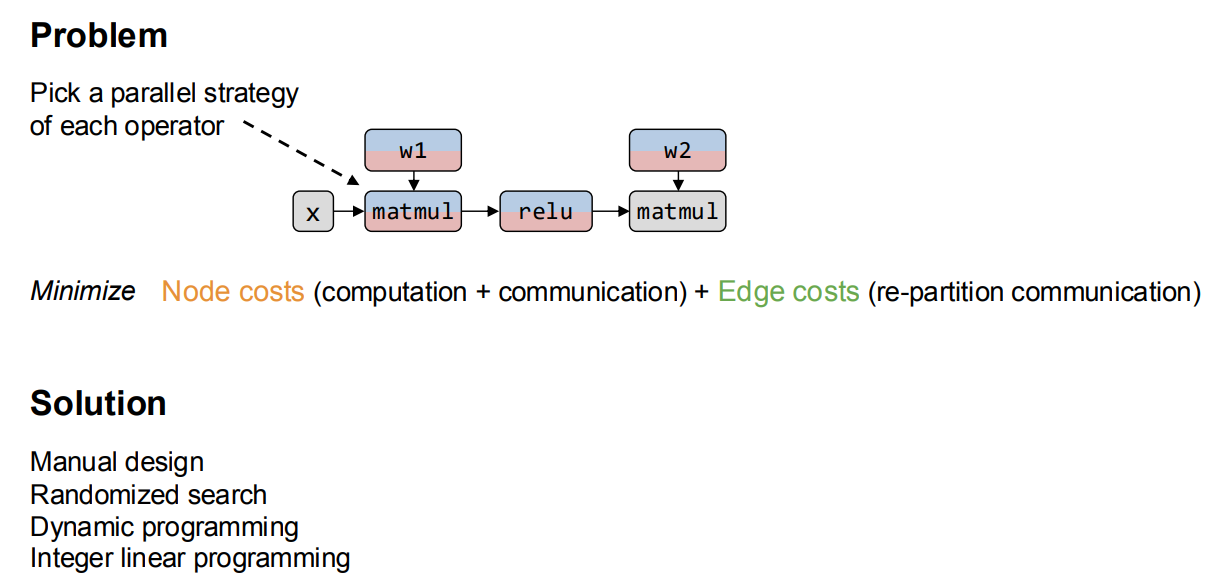 Problem
Pick a parallel strategy
of each operator
w1
w2
x
matmul
relu
matmul
Minimize Node costs (computation + communication) + Edge costs (re-partition communication)
Solution
Manual design
Randomized search
Dynamic programming
Integer linear programming